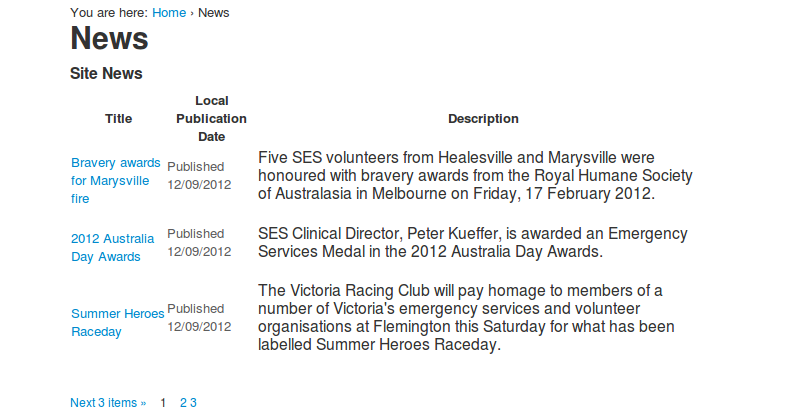 You are here: Home › News
News
Site News
Title
Local
Publication
Date
Description
Bravery awards
for Marysville
fire
Published
12/09/2012
Five SES volunteers from Healesville and Marysville were
honoured with bravery awards from the Royal Humane Society
of Australasia in Melbourne on Friday, 17 February 2012.
2012 Australia
Day Awards
Published
12/09/2012
SES Clinical Director, Peter Kueffer, is awarded an Emergency
Services Medal in the 2012 Australia Day Awards.
Summer Heroes
Raceday
Published
12/09/2012
The Victoria Racing Club will pay homage to members of a
number of Victoria's emergency services and volunteer
organisations at Flemington this Saturday for what has been
labelled Summer Heroes Raceday.
Next 3 items » 1 2 3